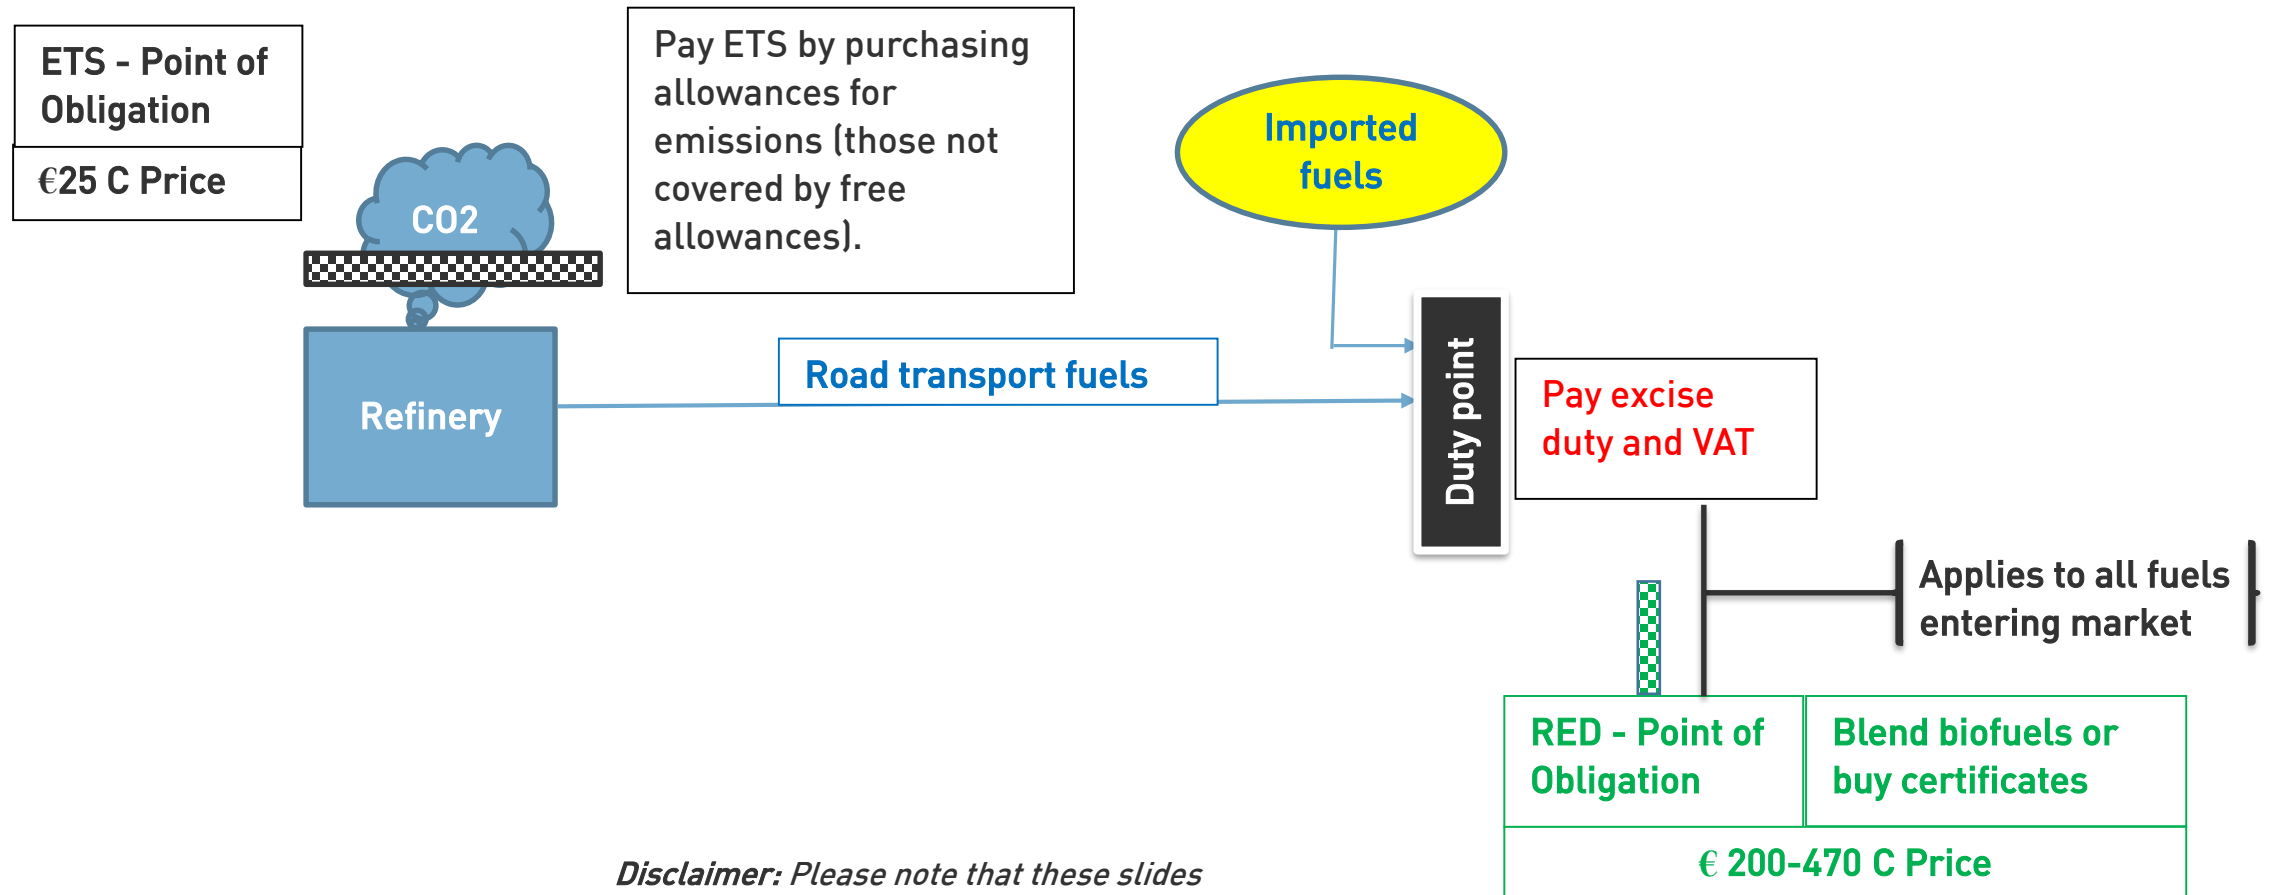 ETS - Point of
Obligation
€25 C Price
CO2
Pay ETS by purchasing
allowances for
emissions (those not
covered by free
allowances).
Imported
fuels
Refinery
Road transport fuels
Duty point
Pay excise
duty and VAT
Applies to all fuels
entering market
RED - Point of
Obligation
Blend biofuels or
buy certificates
€ 200-470 C Price
Disclaimer: Please note that these slides